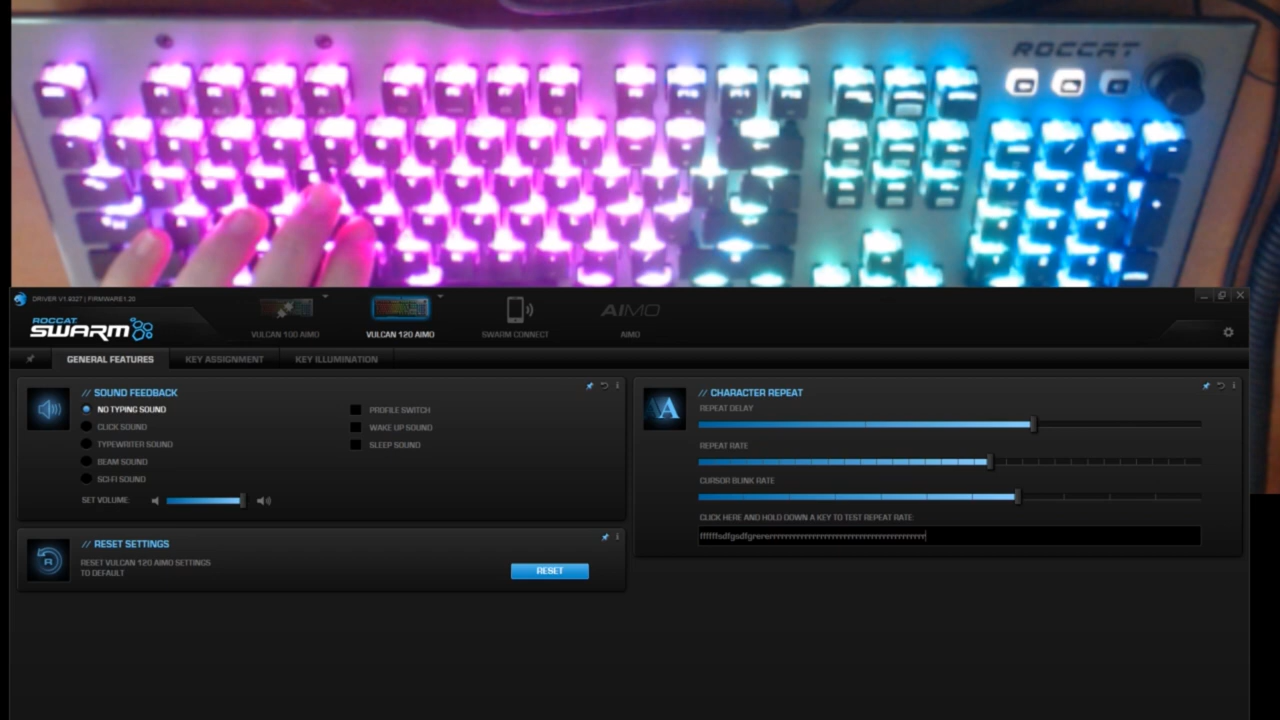 ROCCAT
DRIVER V1.9327 | FIRMWARE1.20
ROCCAT
SWARM
VULCAN 100 AIMO
VULCAN 120 AIMO
SWARM CONNECT
AIMO
AIMO
GENERAL FEATURES
KEY ASSIGNMENT
KEY ILLUMINATION
// SOUND FEEDBACK
NO TYPING SOUND
CLICK SOUND
TYPEWRITER SOUND
BEAM SOUND
SCI-FI SOUND
PROFILE SWITCH
WAKE UP SOUND
SLEEP SOUND
SET VOLUME:
// RESET SETTINGS
RESET VULCAN 120 AIMO SETTINGS
TO DEFAULT
RESET
// CHARACTER REPEAT
REPEAT DELAY
REPEAT RATE
CURSOR BLINK RATE
CLICK HERE AND HOLD DOWN A KEY TO TEST REPEAT RATE: